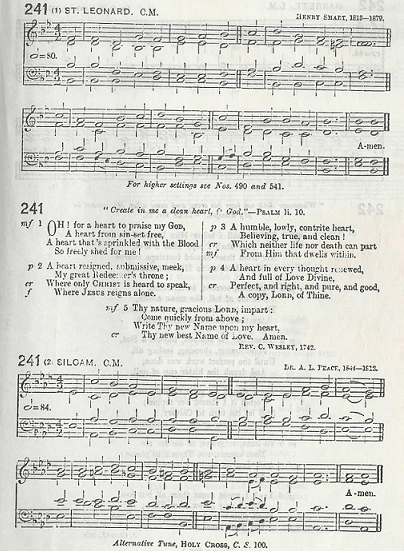 241 (1) ST. LEONARD. C.M.
HENRY SMART, 1813—1879.
=80.
A-men.
For higher settings see Nos. 490 and 541.
241
"Create in me a clean heart, O God."—PSALM li. 10.
mf 1 OH! for a heart to praise my GOD,
A heart from sin set free,
A heart that's sprinkled with the Blood
So freely shed for me!
p 2 A heart resigned, submissive, meek,
My great Redeemer's throne;
cr Where only CHRIST is heard to speak,
f Where JESUS reigns alone.
p 3 A humble, lowly, contrite heart,
Believing, true, and clean!
cr Which neither life nor death can part
mf From Him that dwells within.
p 4 A heart in every thought renewed,
And full of Love Divine,
cr Perfect, and right, and pure, and good,
A copy, LORD, of Thine.
mf 5 Thy nature, gracious LORD, impart:
Come quickly from above;
Write Thy new Name upon my heart,
cr Thy new best Name of Love. Amen.
REV. C. WESLEY, 1742.
241 (2) SILOAM. C.M.
DR. A. L. PEACE, 1844—1912.
=84.
A-men.
Alternative Tune, HOLY CROSS, C. S. 100.